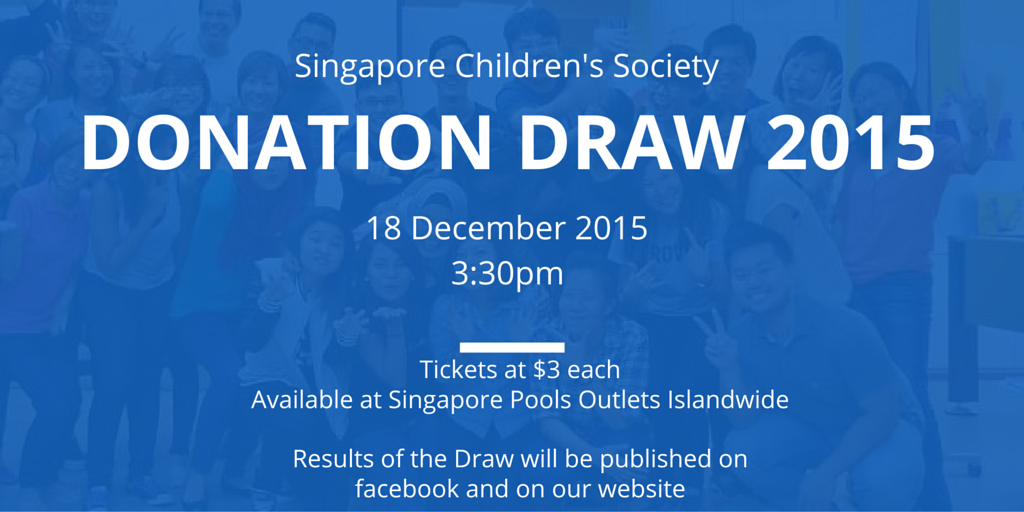 Singapore Children's Society
DONATION DRAW 2015
18 December 2015
3:30pm
Tickets at $3 each
Available at Singapore Pools Outlets Islandwide
Results of the Draw will be published on
facebook and on our website